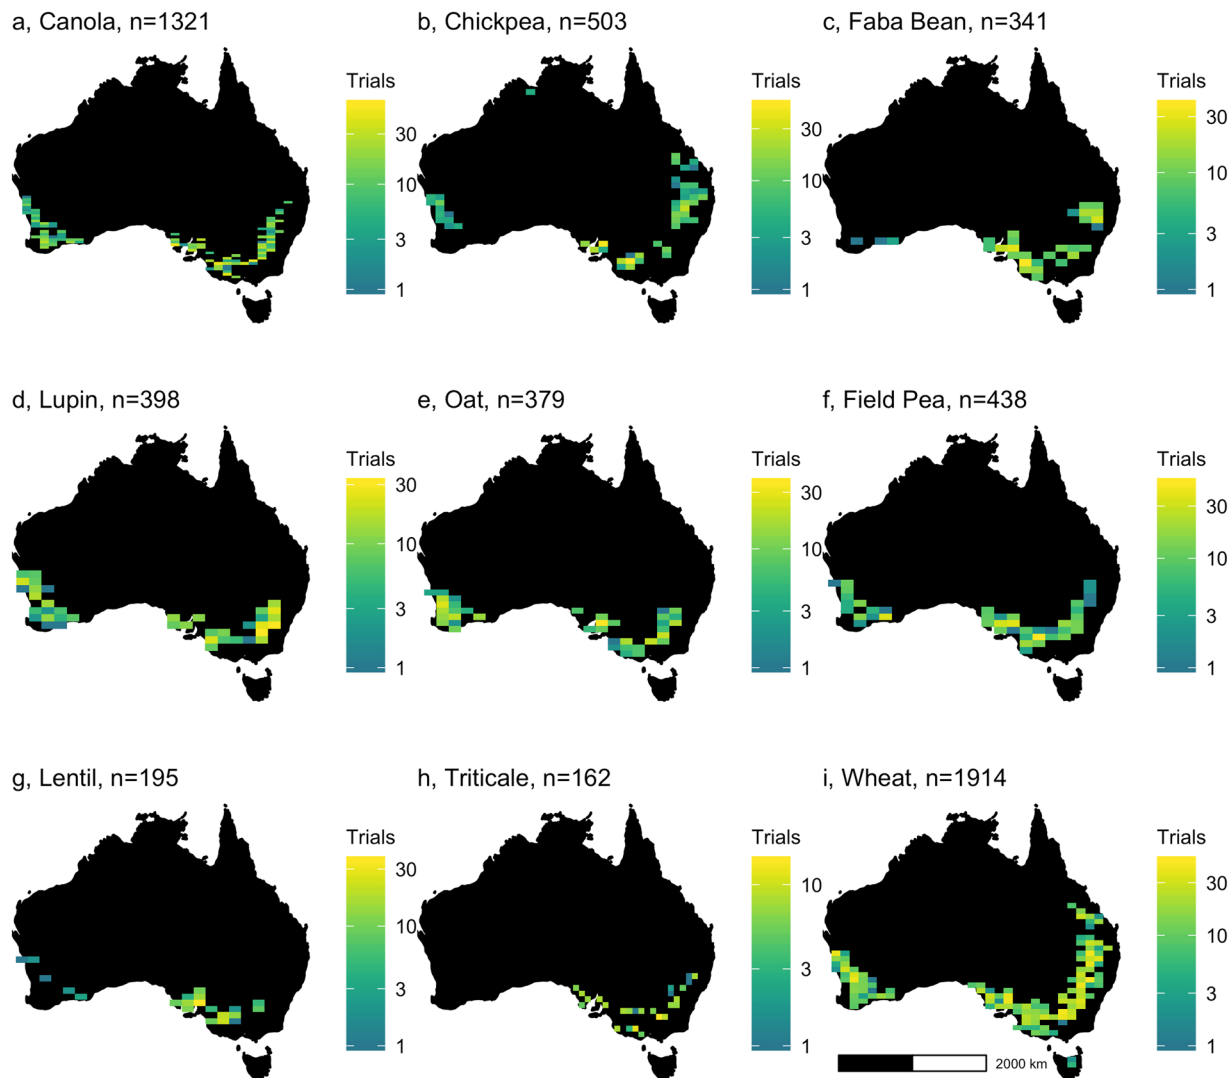 a, Canola, n=1321
b, Chickpea, n=503
c, Faba Bean, n=341
Trials
30
10
3
1
Trials
30
10
3
1
Trials
30
10
3
1
d, Lupin, n=398
e, Oat, n=379
f, Field Pea, n=438
Trials
30
10
3
1
Trials
30
10
3
1
Trials
30
10
3
1
g, Lentil, n=195
h, Triticale, n=162
i, Wheat, n=1914
Trials
30
10
3
1
Trials
10
3
1
Trials
30
10
3
1
2000 km